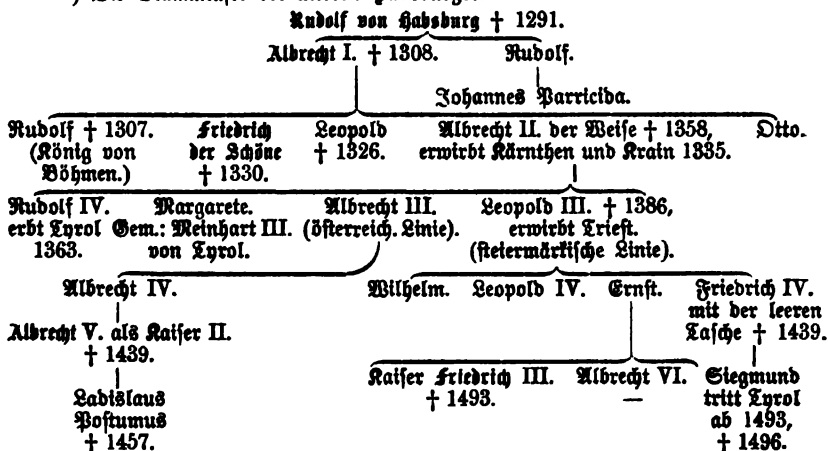 Rudolf von Habsburg † 1291.
Albrecht I. † 1308. Rudolf.
Johannes Parricida.
Rudolf † 1307. Friedrich Leopold Albrecht II. der Weise † 1358, Otto.
(König von der Schöne † 1326. erwirbt Kärnthen und Krain 1335.
Böhmen.) † 1330.
Rudolf IV. Margarete. Albrecht III. Leopold III. † 1386,
erbt Tyrol Gem.: Meinhart III. (österreich. Linie). erwirbt Triest.
1363. von Tyrol. (steiermärkische Linie).
Albrecht IV. Wilhelm. Leopold IV. Ernst. Friedrich IV.
mit der leeren
Albrecht V. als Kaiser II. Tasche † 1439.
† 1439.
Kaiser Friedrich III. Albrecht VI. Siegmund
Ladislaus † 1493. — tritt Tyrol
Postumus ab 1493,
† 1457. † 1496.